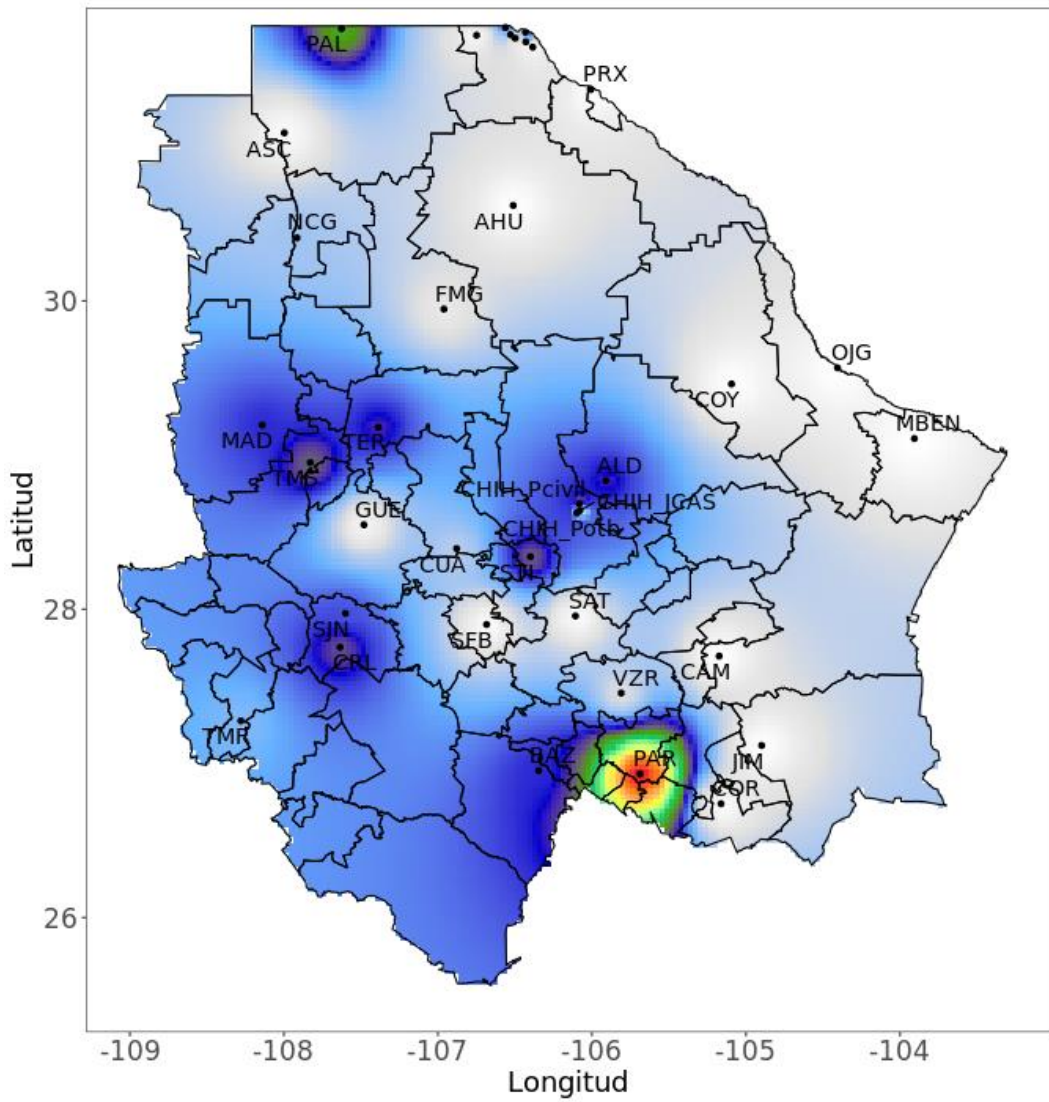 PAL
PRX
ASC
NCG
AHU
FMG
30
OJG
COY
MBEN
MAD
TER
ALD
TMS
CHIH_Pcivil
CHIH_JCAS
GUE
CHIH_Potb
CUA
STI
28
SAT
SJN
SFB
CRL
CAM
VZR
TMR
BAZ
PAR
JIM
COR
26
Latitud
-109
-108
-107
-106
-105
-104
Longitud